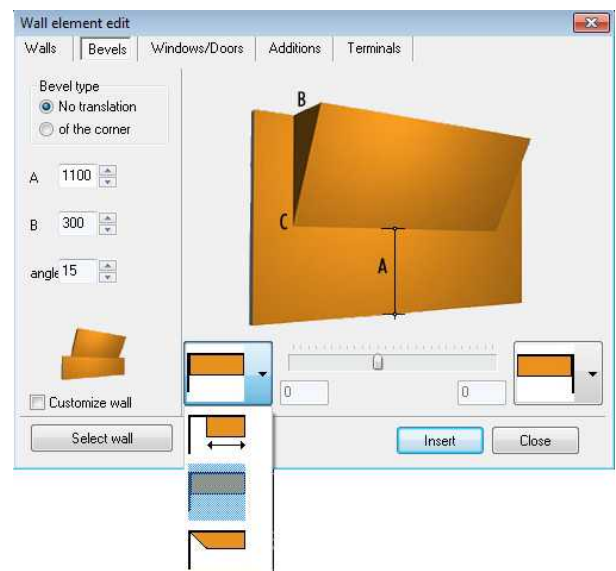 Wall element edit
Walls
Bevels
Windows/Doors
Additions
Terminals
Bevel type
No translation
of the corner
A 1100
B 300
angle 15
Customize wall
Select wall
B
C
A
0
0
Insert
Close